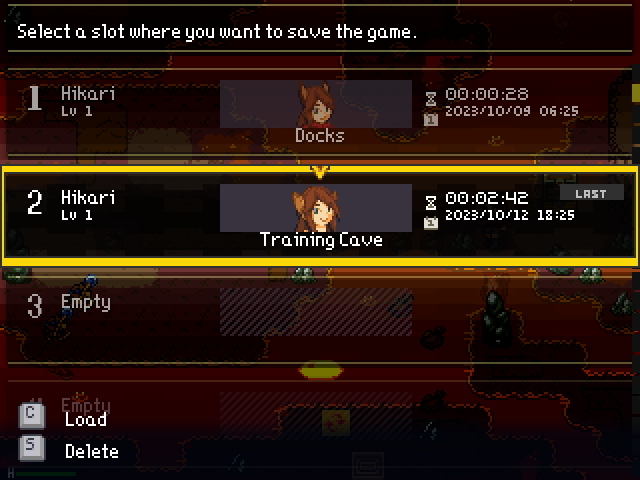 Select a slot where you want to save the game.
1 Hikari
Lv 1
Docks
00:00:28
2023/10/09 06:25
2 Hikari
Lv 1
Training Cave
00:02:42
2023/10/12 18:25
LAST
3 Empty
Empty
C Load
S Delete
H